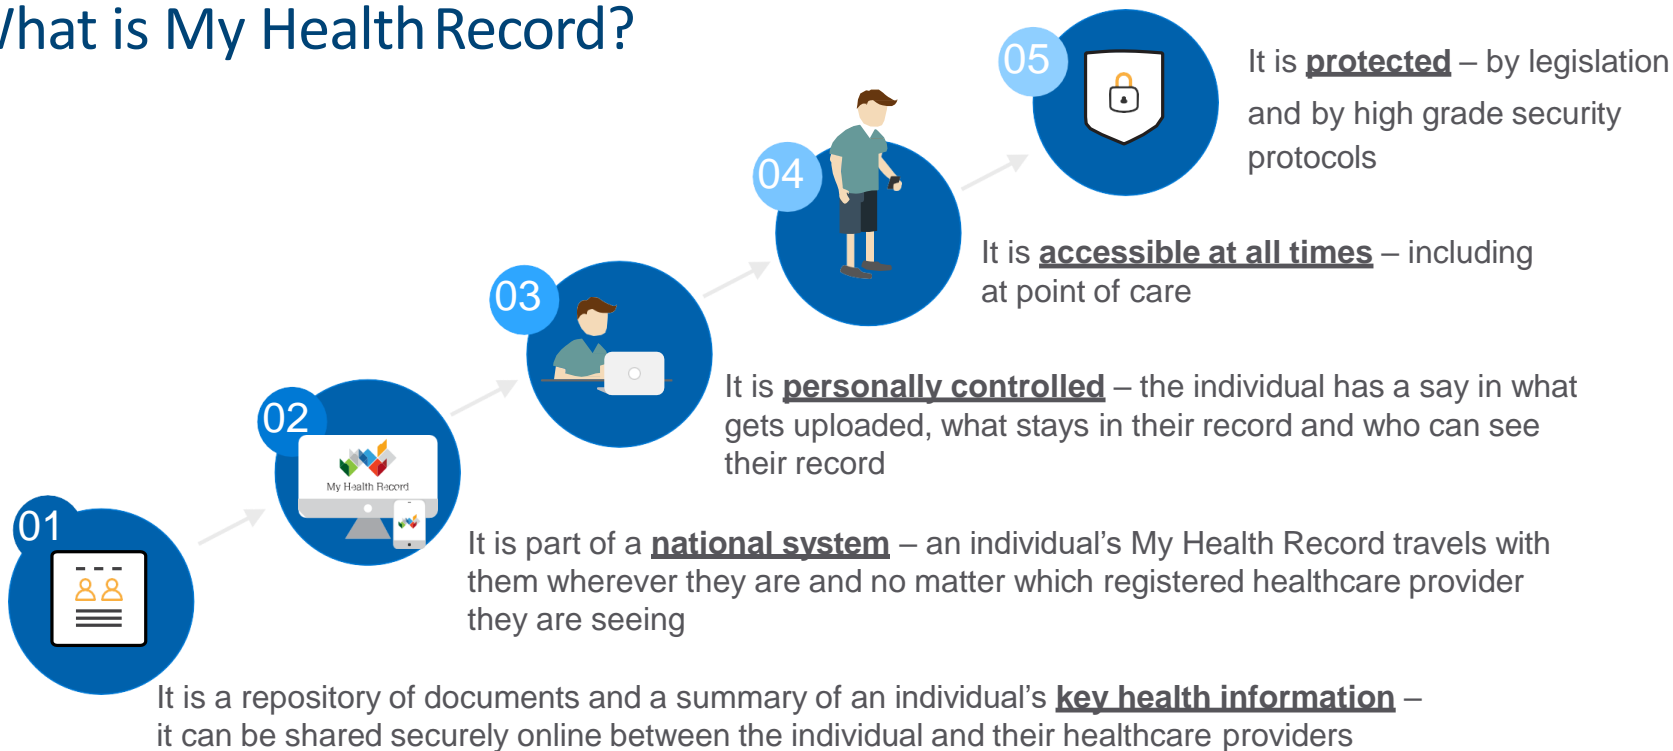 What is My Health Record?
05
It is protected – by legislation
and by high grade security
protocols
04
It is accessible at all times – including
at point of care
03
It is personally controlled – the individual has a say in what
gets uploaded, what stays in their record and who can see
their record
02
My Health Record
It is part of a national system – an individual’s My Health Record travels with
them wherever they are and no matter which registered healthcare provider
they are seeing
01
It is a repository of documents and a summary of an individual’s key health information –
it can be shared securely online between the individual and their healthcare providers